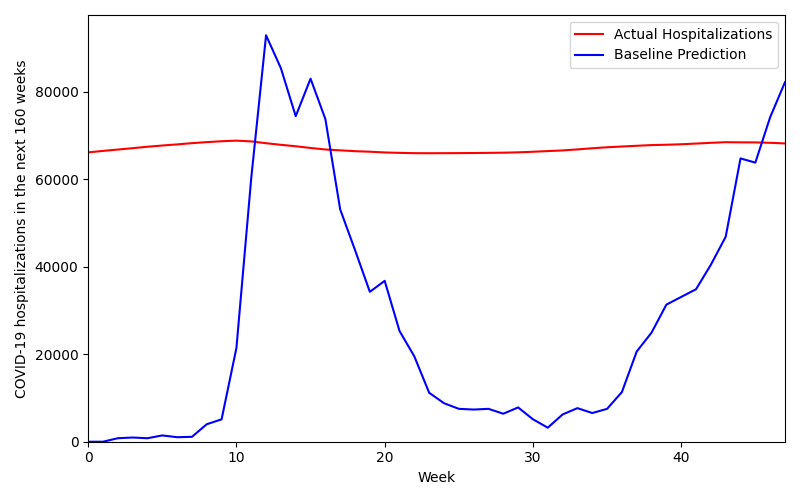 Actual Hospitalizations
Baseline Prediction
COVID-19 hospitalizations in the next 160 weeks
80000
60000
40000
20000
0
0 10 20 30 40
Week